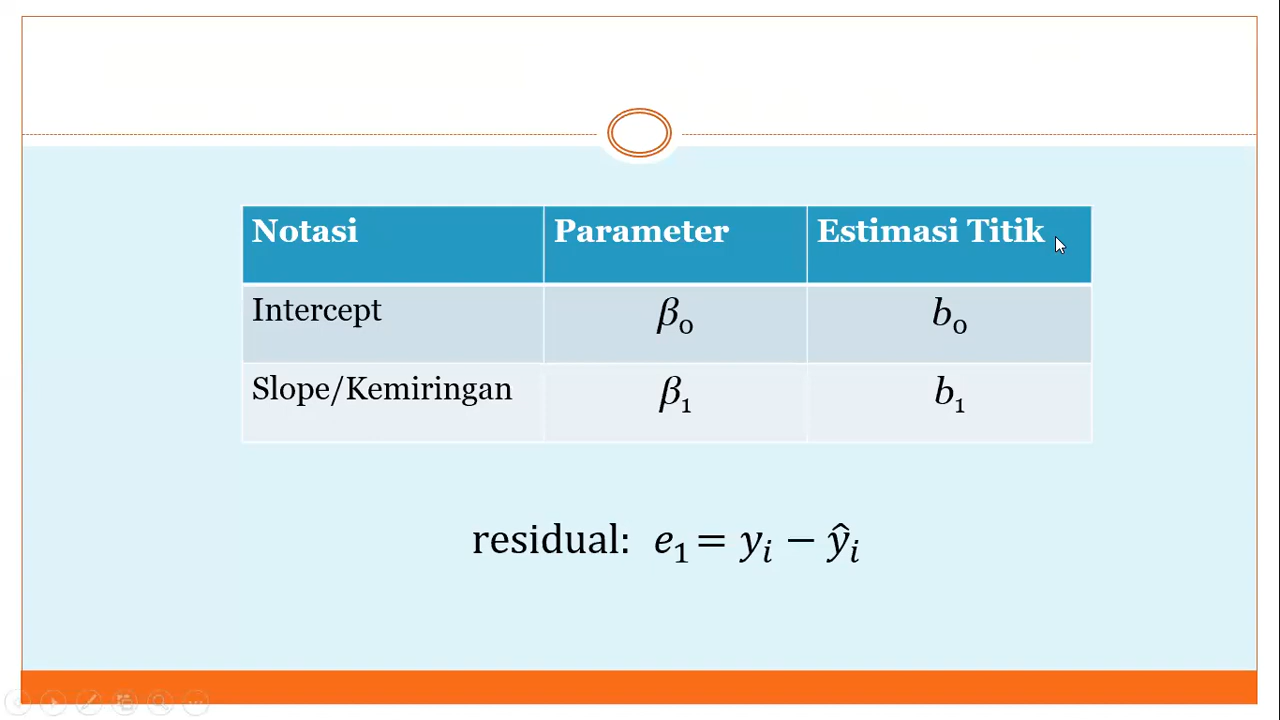 Notasi Parameter Estimasi Titik
Intercept β₀ b₀
Slope/Kemiringan β₁ b₁
residual: e₁ = yᵢ − ŷᵢ